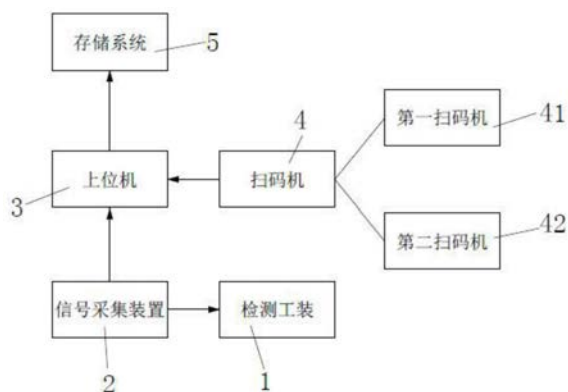 存储系统
5
4
第一扫码机
41
上位机
3
扫码机
第二扫码机
42
信号采集装置
2
检测工装
1